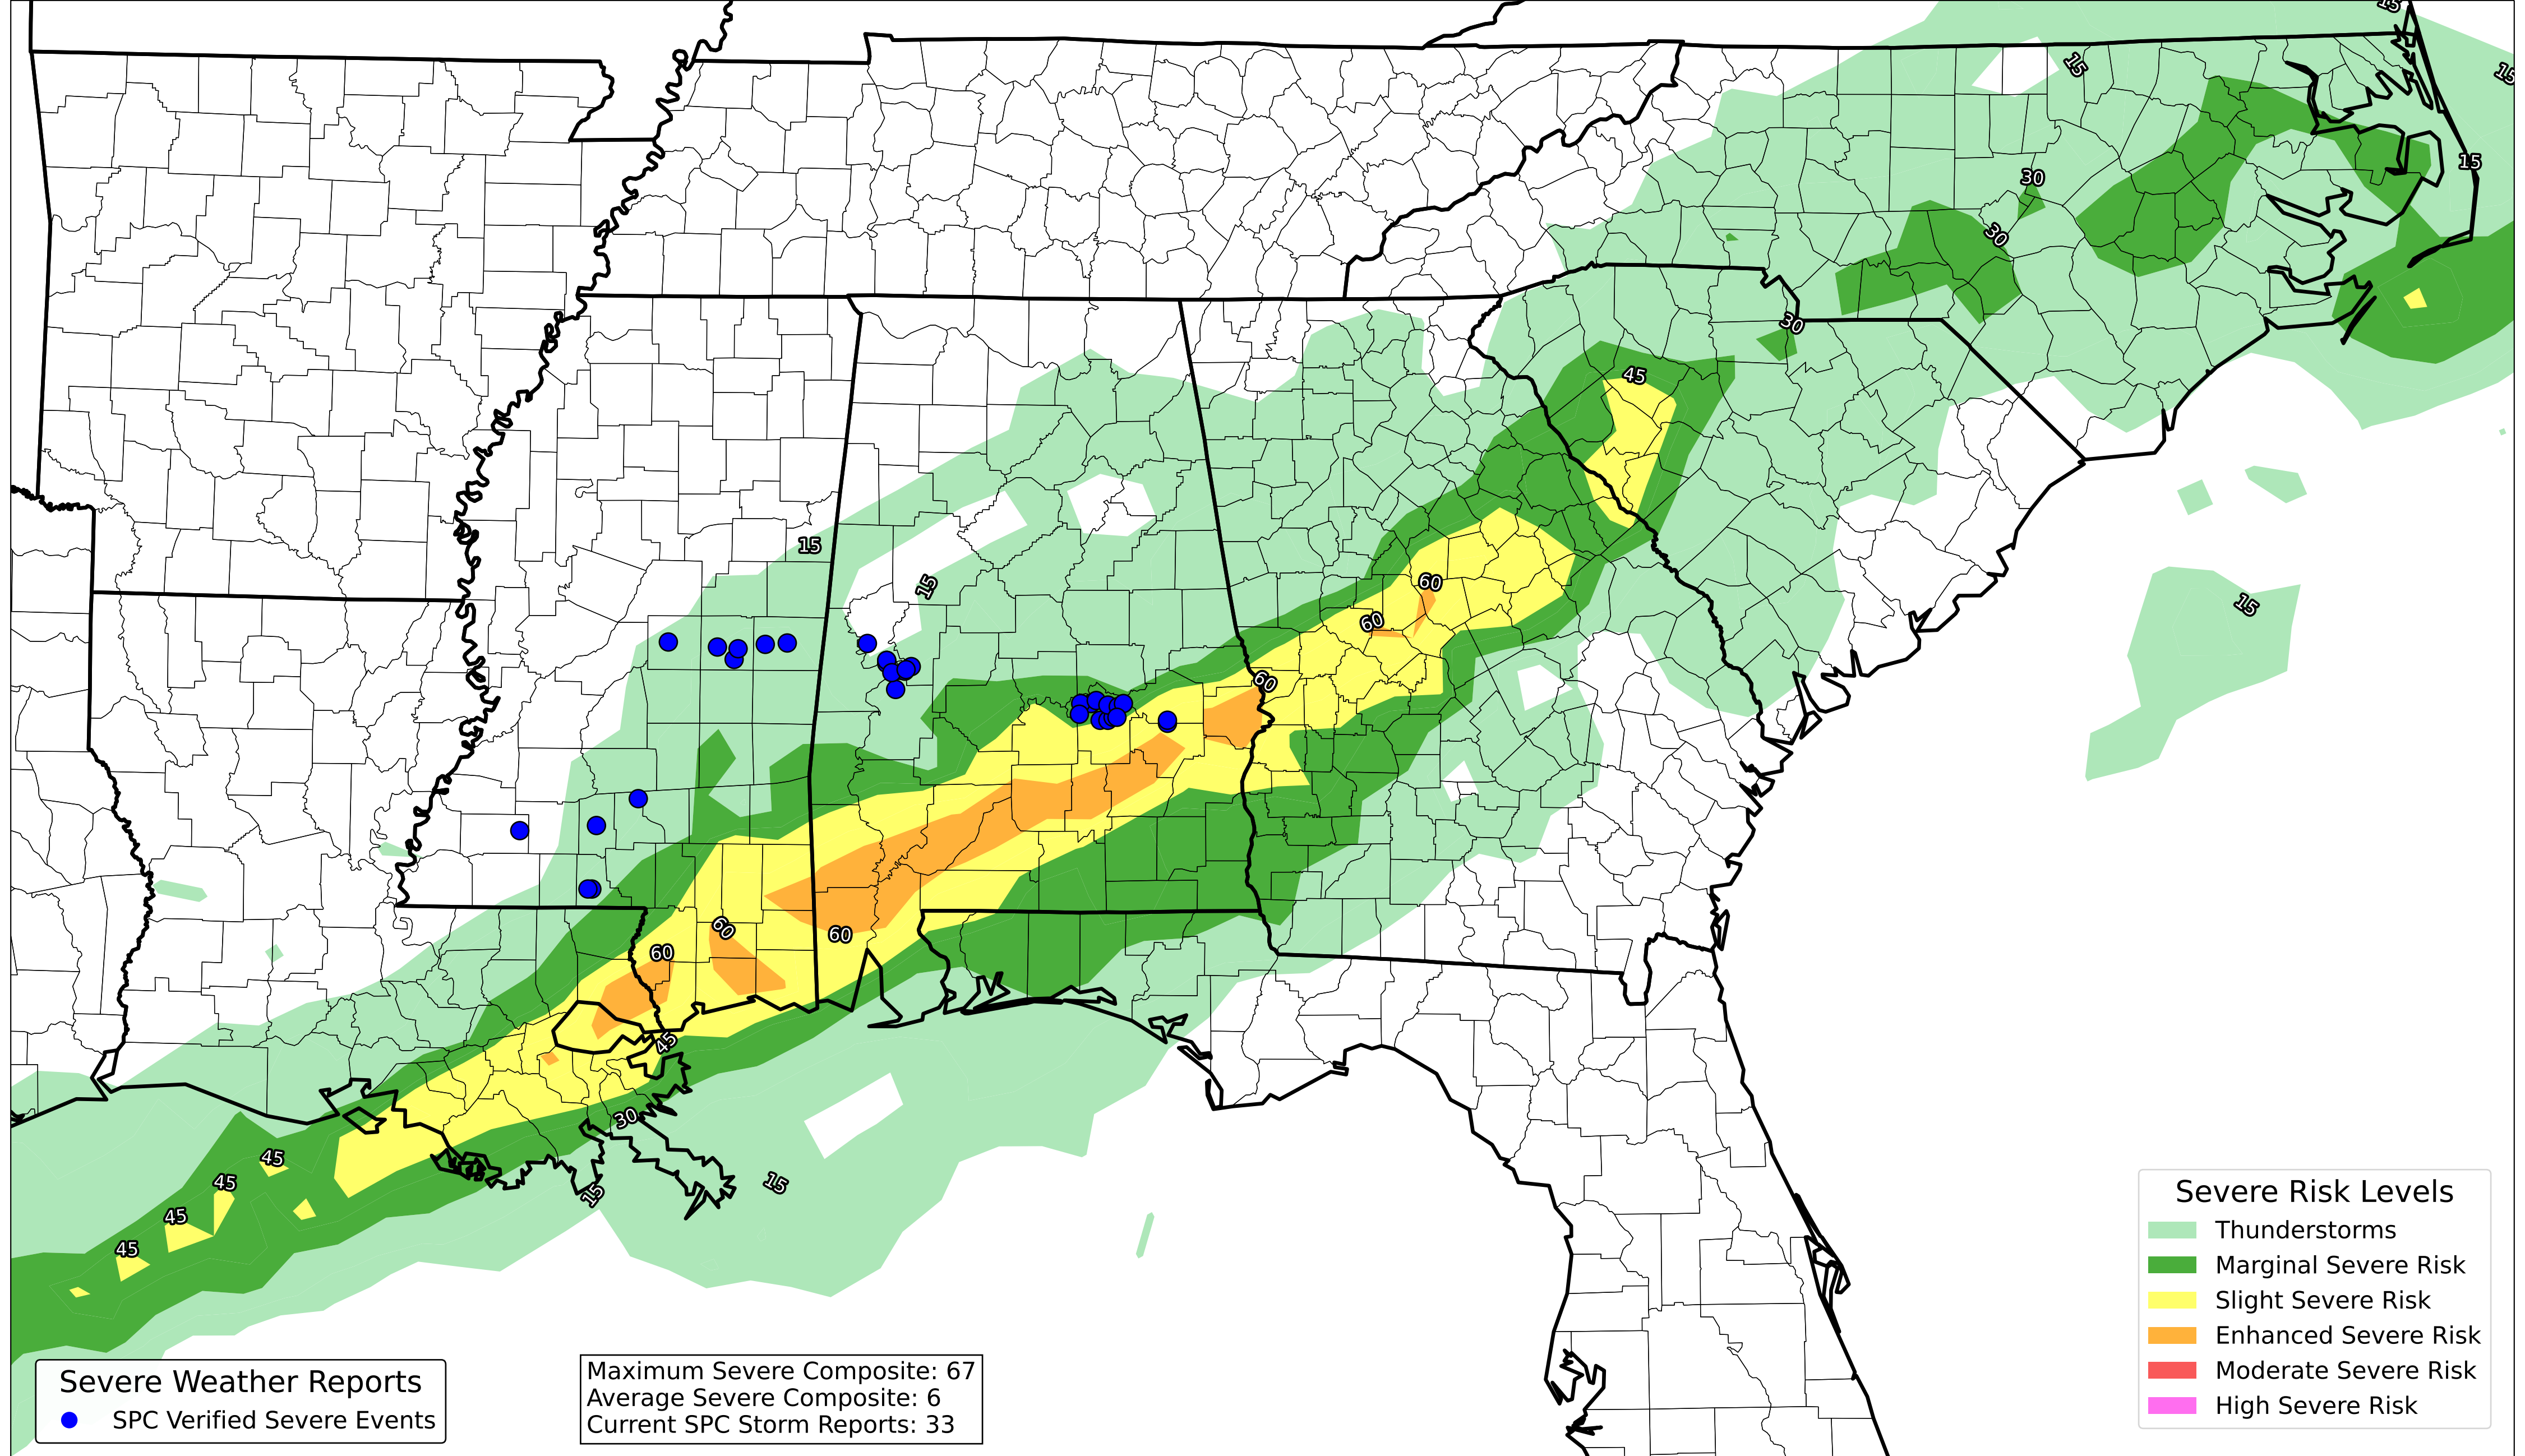 15
15
15
15
30
30
30
45
15
15
60
60
15
60
60
60
60
45
30
45
15
45
15
45
45
Severe Risk Levels
Thunderstorms
Marginal Severe Risk
Slight Severe Risk
Enhanced Severe Risk
Moderate Severe Risk
High Severe Risk
Severe Weather Reports
SPC Verified Severe Events
Maximum Severe Composite: 67
Average Severe Composite: 6
Current SPC Storm Reports: 33